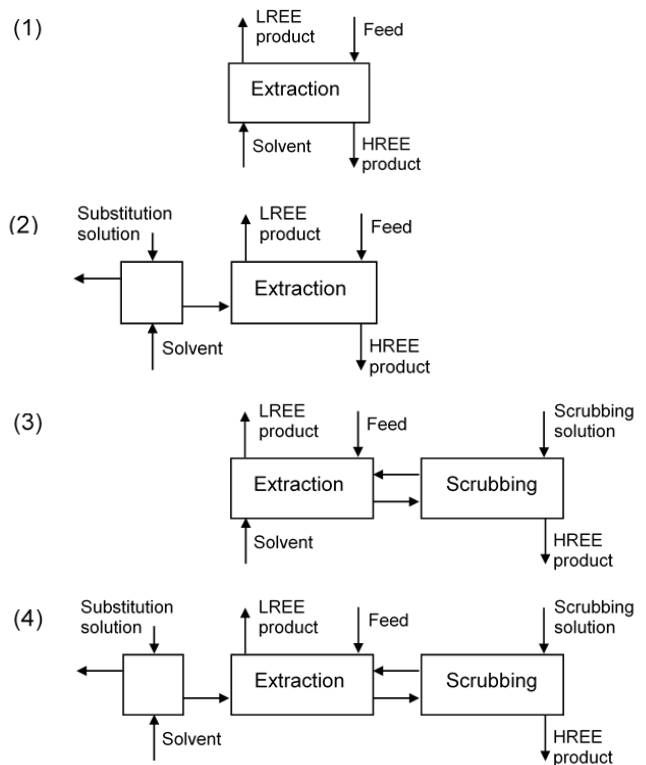 (1)
LREE
product
Feed
Extraction
Solvent
HREE
product
(2)
Substitution
solution
LREE
product
Feed
Extraction
Solvent
HREE
product
(3)
LREE
product
Feed
Scrubbing
solution
Extraction
Scrubbing
Solvent
HREE
product
(4)
Substitution
solution
LREE
product
Feed
Scrubbing
solution
Extraction
Scrubbing
Solvent
HREE
product